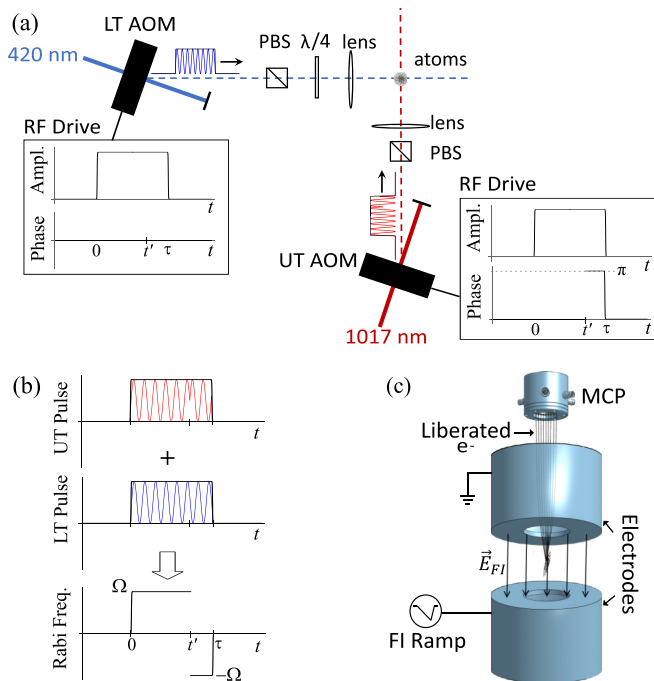 (a)
LT AOM
420 nm
PBS λ/4 lens
atoms
lens
PBS
RF Drive
Ampl.
t
Phase
0 t′ τ t
RF Drive
Ampl.
t
Phase
π
0 t′ τ t
UT AOM
1017 nm
(b)
UT Pulse
t
+
LT Pulse
t
Rabi Freq.
Ω
0 t′ τ t
−Ω
(c)
MCP
Liberated
e-
E⃗FI
Electrodes
FI Ramp